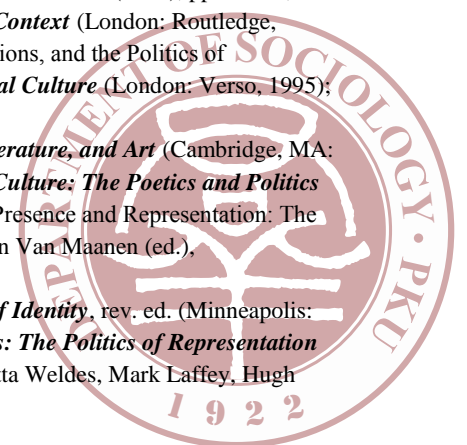 Context (London: Routledge,
ions, and the Politics of
al Culture (London: Verso, 1995);
erature, and Art (Cambridge, MA:
Culture: The Poetics and Politics
Presence and Representation: The
n Van Maanen (ed.),
of Identity, rev. ed. (Minneapolis:
s: The Politics of Representation
tta Weldes, Mark Laffey, Hugh
DEPARTMENT OF SOCIOLOGY · PKU
1922